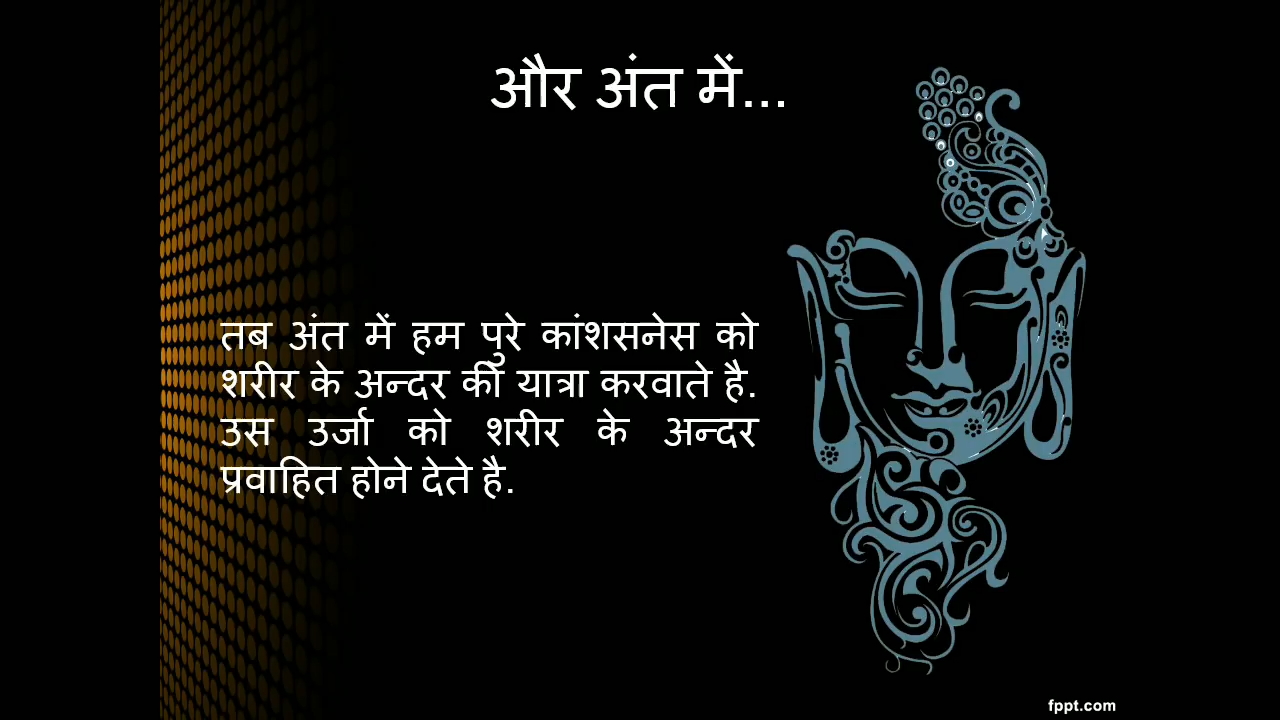 और अंत में...
तब अंत में हम पुरे कांशसनेस को
शरीर के अन्दर की यात्रा करवाते है.
उस उर्जा को शरीर के अन्दर
प्रवाहित होने देते है.
fppt.com